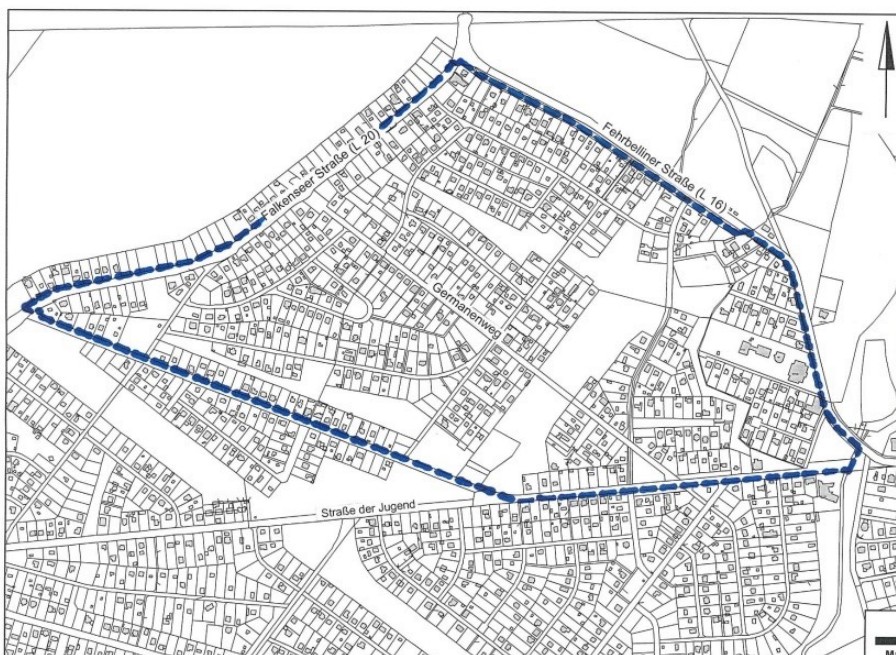 Fehrbelliner Straße (L 16)
Falkenseer Straße (L 20)
Germanenweg
Straße der Jugend